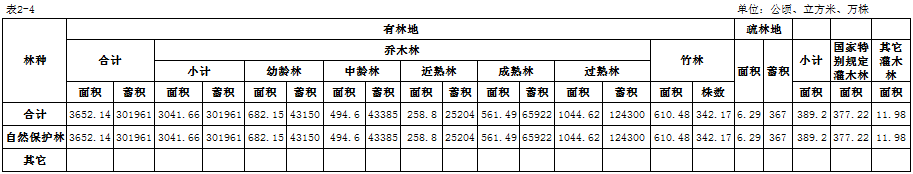 表2-4 单位：公顷、立方米、万株
林种 有林地 疏林地
合计 乔木林 竹林 面积 蓄积 小计 国家特别规定灌木林 其它灌木林
小计 幼龄林 中龄林 近熟林 成熟林 过熟林
面积 蓄积 面积 蓄积 面积 蓄积 面积 蓄积 面积 蓄积 面积 蓄积 面积 蓄积 面积 株数 面积 面积 面积
合计 3652.14 301961 3041.66 301961 682.15 43150 494.6 43385 258.8 25204 561.49 65922 1044.62 124300 610.48 342.17 6.29 367 389.2 377.22 11.98
自然保护林 3652.14 301961 3041.66 301961 682.15 43150 494.6 43385 258.8 25204 561.49 65922 1044.62 124300 610.48 342.17 6.29 367 389.2 377.22 11.98
其它